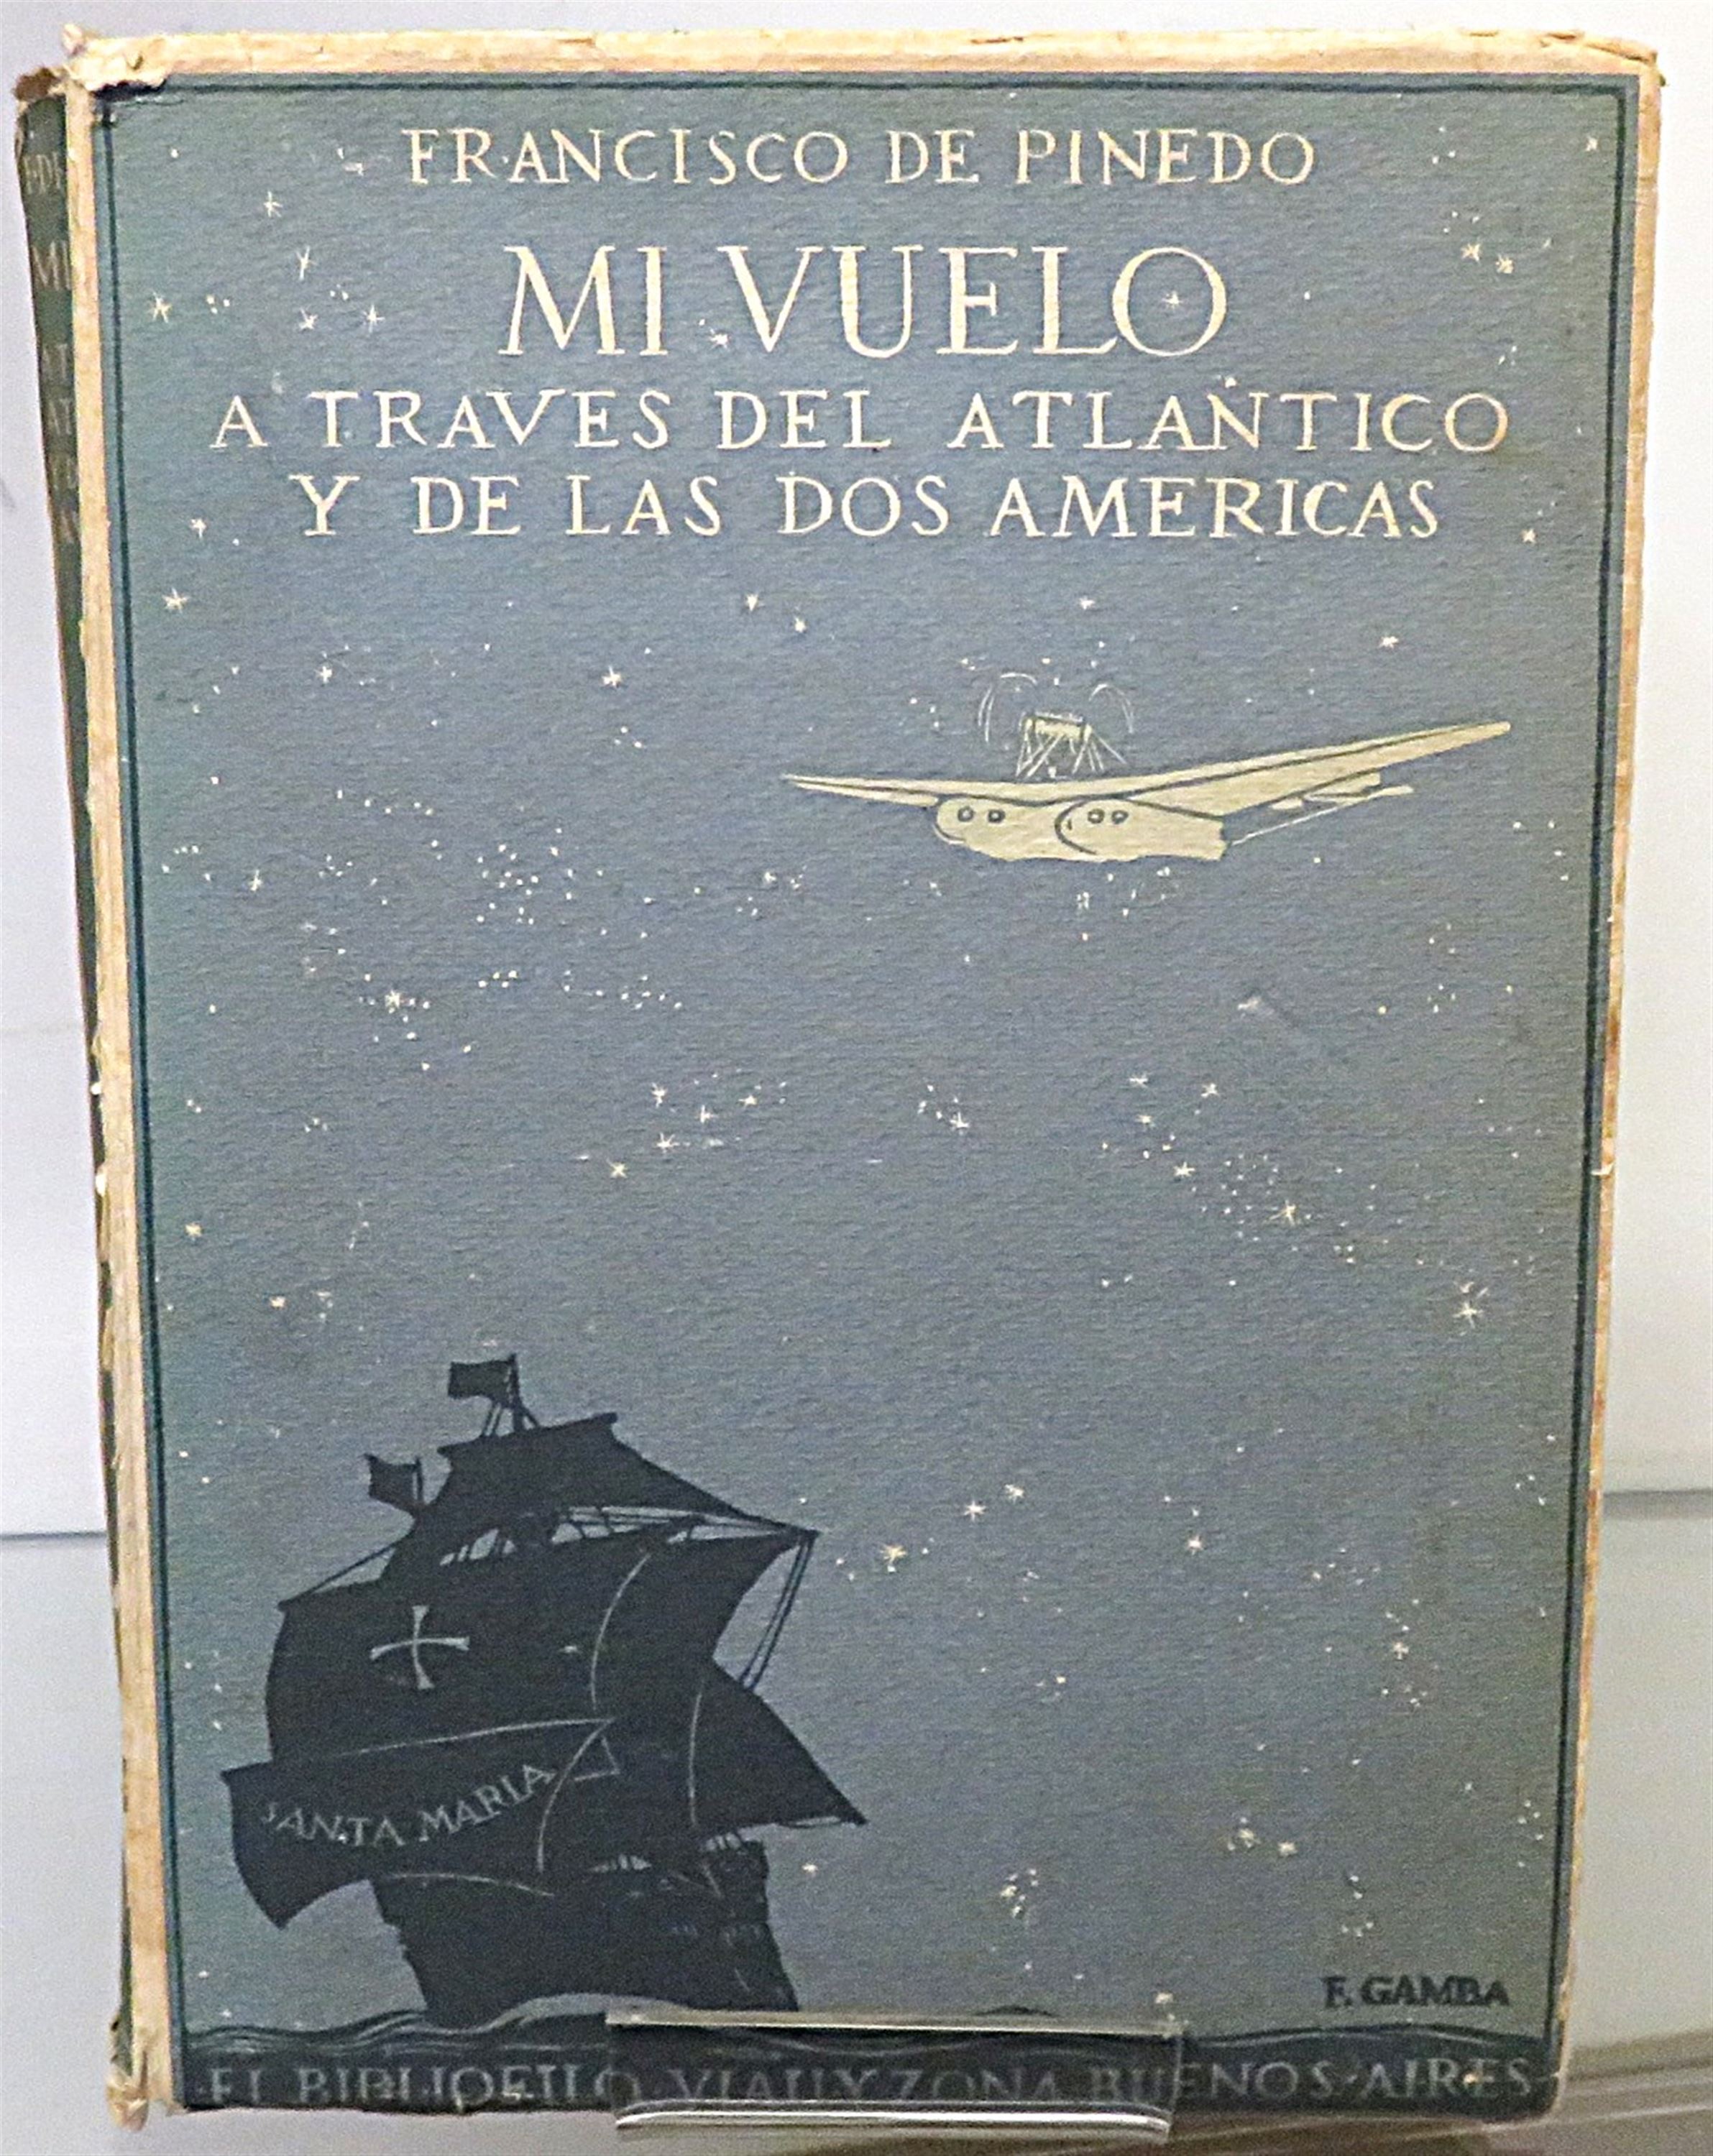 FRANCISCO DE PINEDO
MI VUELO
A TRAVES DEL ATLANTICO
Y DE LAS DOS AMERICAS
SANTA MARIA
F. GAMBA
EL BIBLIOFILO VIAU Y ZONA BUENOS-AIRES